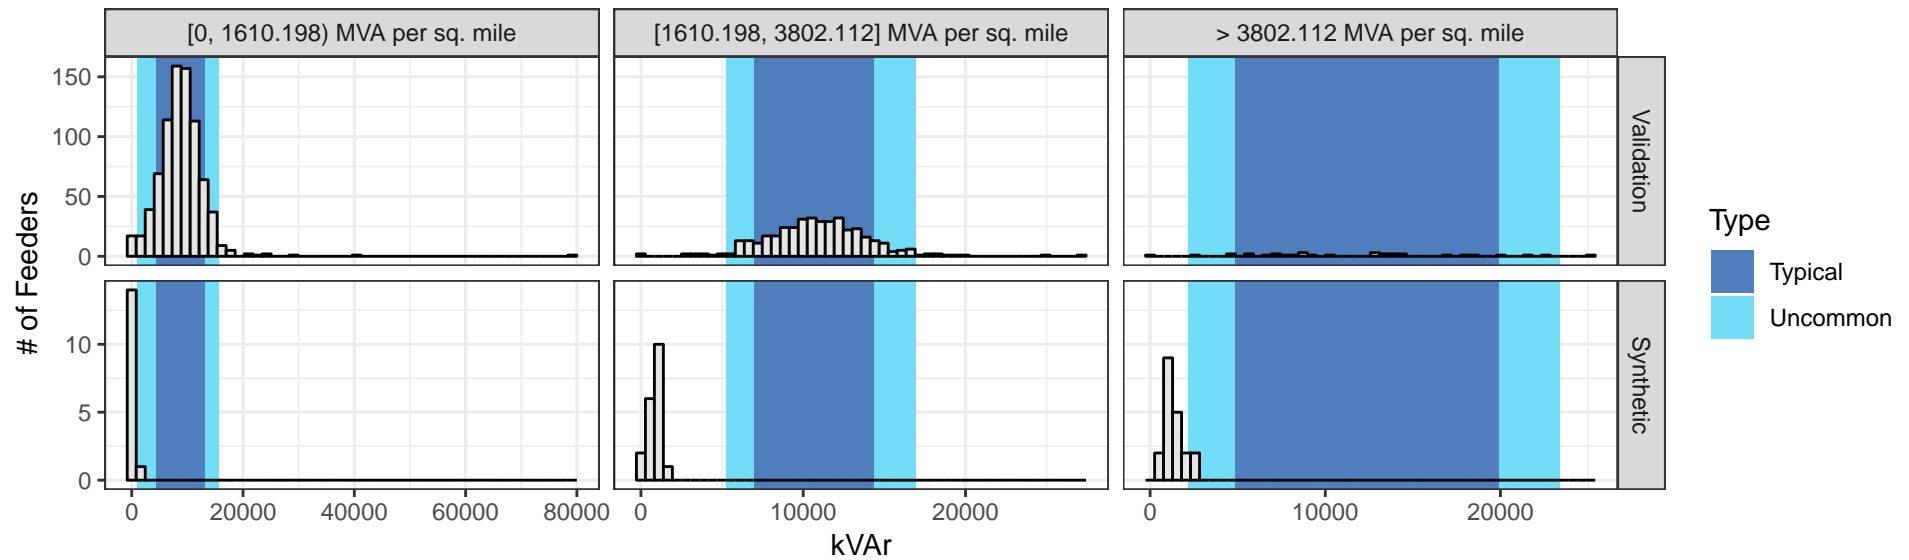 [0, 1610.198) MVA per sq. mile
[1610.198, 3802.112] MVA per sq. mile
> 3802.112 MVA per sq. mile
# of Feeders
150
100
50
0
Validation
10
5
0
Synthetic
0 20000 40000 60000 80000
0 10000 20000
0 10000 20000
kVAr
Type
Typical
Uncommon